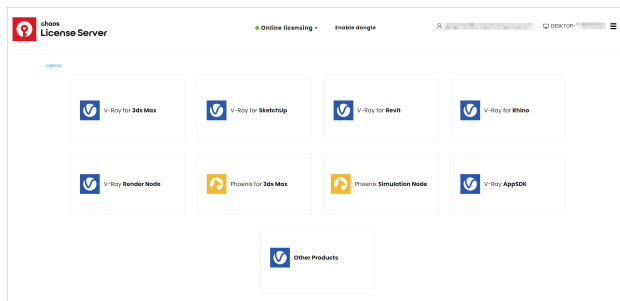 chaos
License Server
Online licensing
Enable dongle
DESKTOP-
Home
V-Ray for 3ds Max
V-Ray for SketchUp
V-Ray for Revit
V-Ray for Rhino
V-Ray Render Node
Phoenix for 3ds Max
Phoenix Simulation Node
V-Ray AppSDK
Other Products